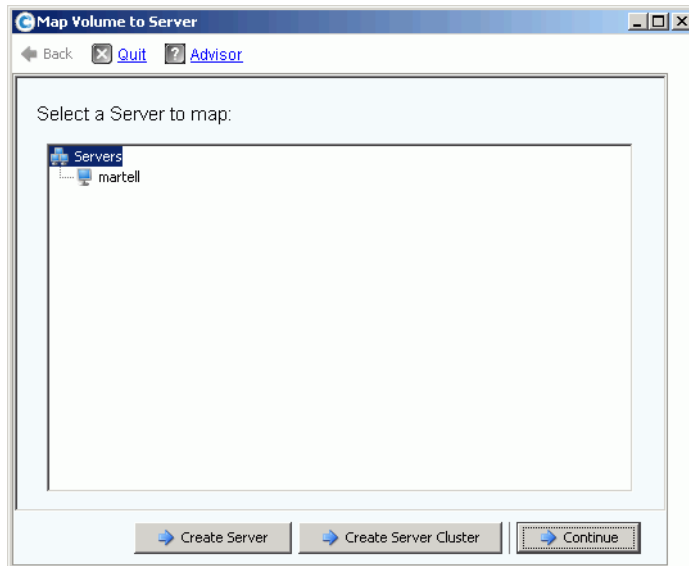 Map Volume to Server
Back Quit Advisor
Select a Server to map:
Servers
martell
Create Server Create Server Cluster Continue